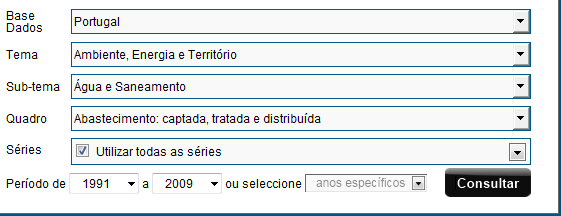 Base Dados Portugal
Tema Ambiente, Energia e Território
Sub-tema Água e Saneamento
Quadro Abastecimento: captada, tratada e distribuída
Séries Utilizar todas as séries
Período de 1991 a 2009 ou seleccione anos específicos Consultar